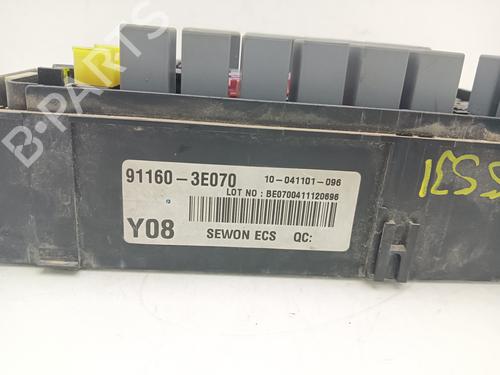 91160-3E070
10-041101-096
LOT NO : BE0700411120696
Y08
SEWON ECS QC:
B-PARTS